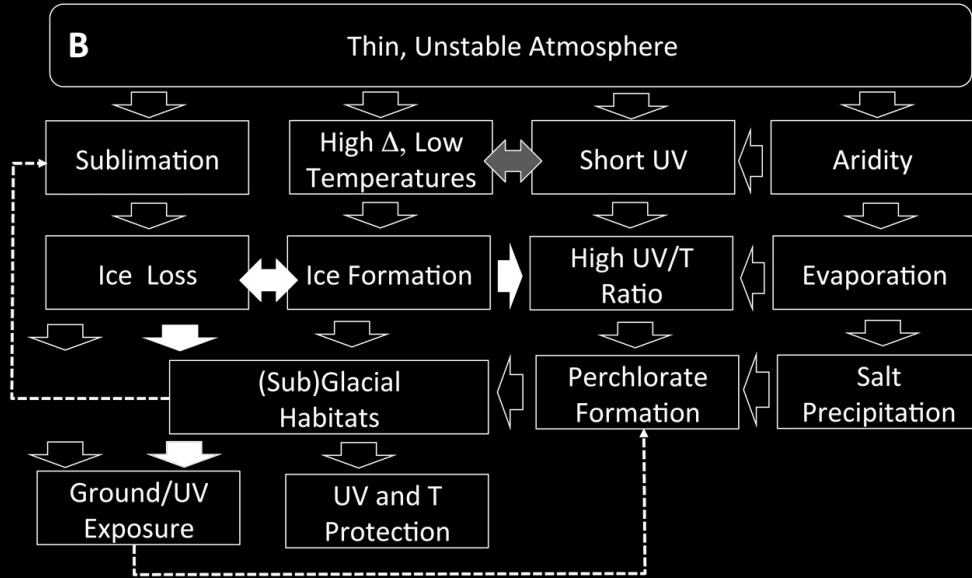 B
Thin, Unstable Atmosphere
Sublimation
High Δ, Low
Temperatures
Short UV
Aridity
Ice Loss
Ice Formation
High UV/T
Ratio
Evaporation
(Sub)Glacial
Habitats
Perchlorate
Formation
Salt
Precipitation
Ground/UV
Exposure
UV and T
Protection